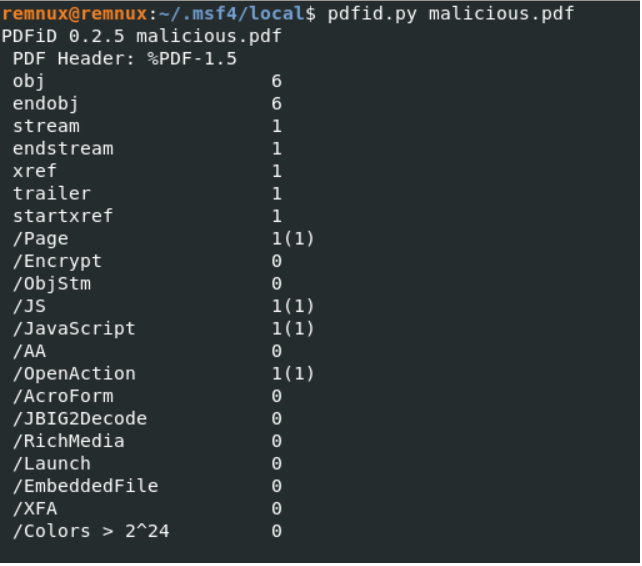 remnux@remnux:~/.msf4/local$ pdfid.py malicious.pdf
PDFiD 0.2.5 malicious.pdf
PDF Header: %PDF-1.5
obj 6
endobj 6
stream 1
endstream 1
xref 1
trailer 1
startxref 1
/Page 1(1)
/Encrypt 0
/ObjStm 0
/JS 1(1)
/JavaScript 1(1)
/AA 0
/OpenAction 1(1)
/AcroForm 0
/JBIG2Decode 0
/RichMedia 0
/Launch 0
/EmbeddedFile 0
/XFA 0
/Colors > 2^24 0